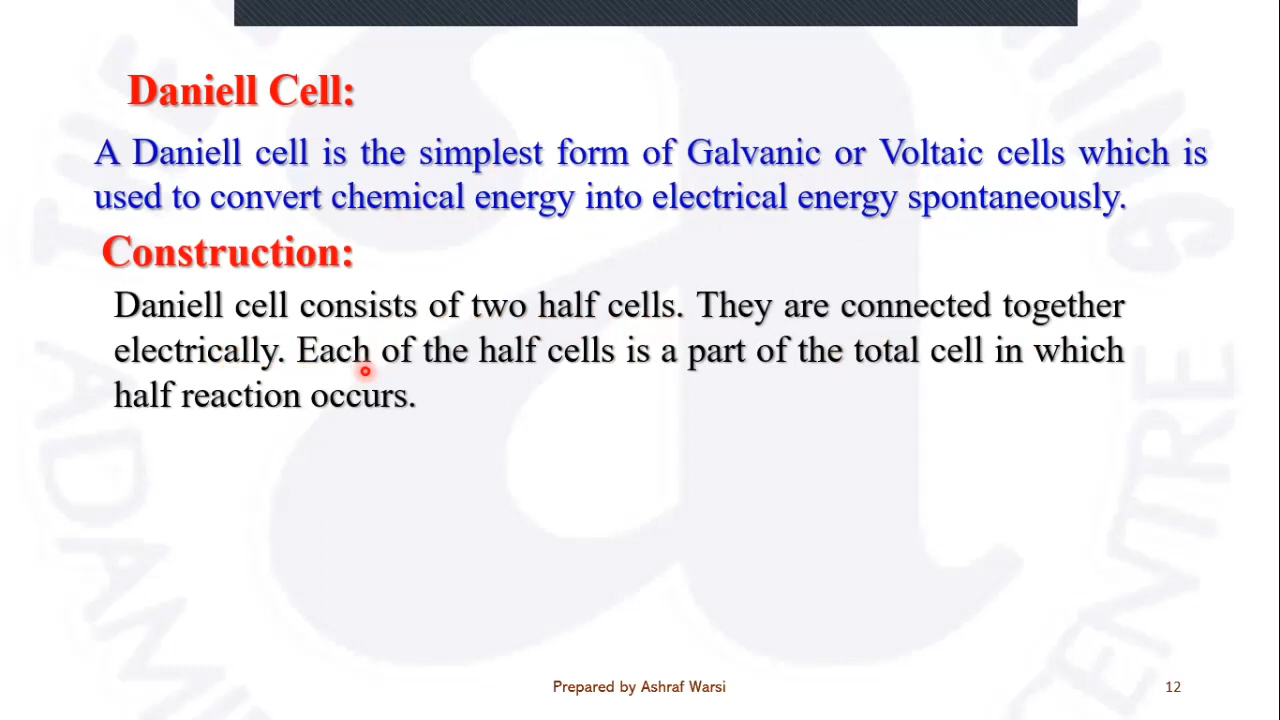 Daniell Cell:
A Daniell cell is the simplest form of Galvanic or Voltaic cells which is
used to convert chemical energy into electrical energy spontaneously.
Construction:
Daniell cell consists of two half cells. They are connected together
electrically. Each of the half cells is a part of the total cell in which
half reaction occurs.
Prepared by Ashraf Warsi
12